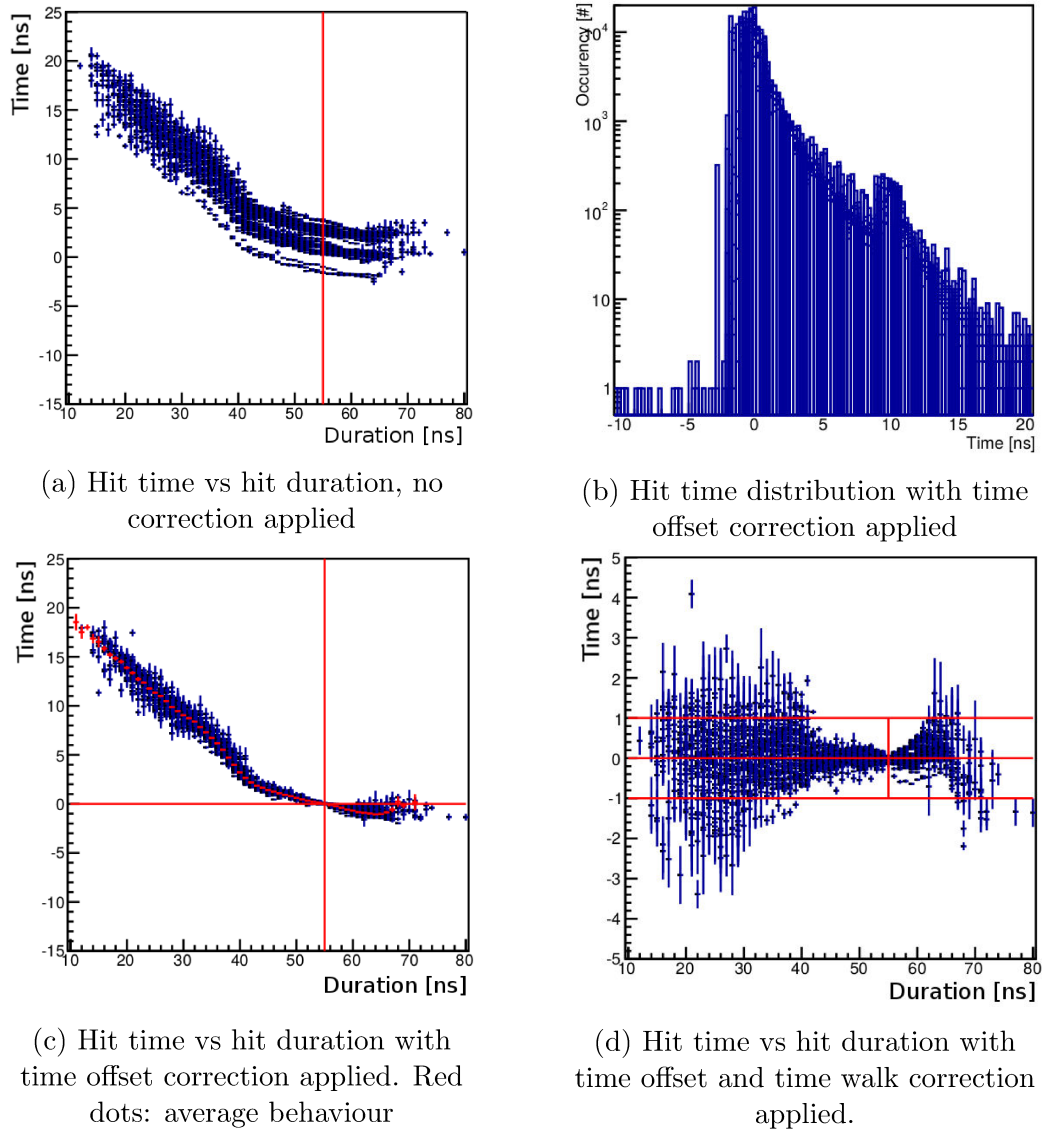 Time [ns]
25
20
15
10
5
0
-5
-10
-15
10 20 30 40 50 60 70 80
Duration [ns]
(a) Hit time vs hit duration, no
correction applied
Occurency [#]
10⁴
10³
10²
10
1
-10 -5 0 5 10 15 20
Time [ns]
(b) Hit time distribution with time
offset correction applied
Time [ns]
25
20
15
10
5
0
-5
-10
-15
10 20 30 40 50 60 70 80
Duration [ns]
(c) Hit time vs hit duration with
time offset correction applied. Red
dots: average behaviour
Time [ns]
5
4
3
2
1
0
-1
-2
-3
-4
-5
10 20 30 40 50 60 70 80
Duration [ns]
(d) Hit time vs hit duration with
time offset and time walk correction
applied.